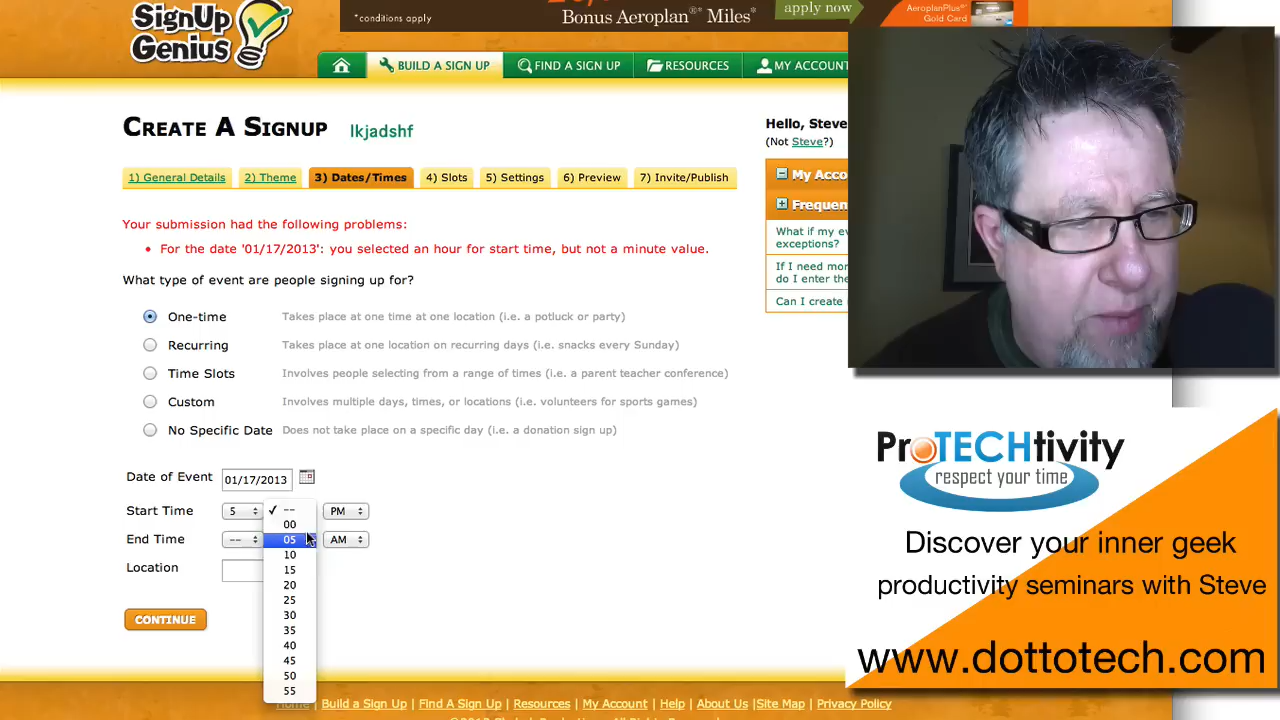 SignUp
Genius
*conditions apply
Bonus Aeroplan®* Miles*
apply now
AeroplanPlus®
Gold Card
BUILD A SIGN UP
FIND A SIGN UP
RESOURCES
MY ACCOUNT
CREATE A SIGNUP
lkjadshf
Hello, Steve
(Not Steve?)
1) General Details
2) Theme
3) Dates/Times
4) Slots
5) Settings
6) Preview
7) Invite/Publish
My Acco
Frequen
What if my ev
exceptions?
If I need mor
do I enter the
Can I create
Your submission had the following problems:
• For the date '01/17/2013': you selected an hour for start time, but not a minute value.
What type of event are people signing up for?
One-time Takes place at one time at one location (i.e. a potluck or party)
Recurring Takes place at one location on recurring days (i.e. snacks every Sunday)
Time Slots Involves people selecting from a range of times (i.e. a parent teacher conference)
Custom Involves multiple days, times, or locations (i.e. volunteers for sports games)
No Specific Date Does not take place on a specific day (i.e. a donation sign up)
Date of Event 01/17/2013
Start Time 5 -- PM
00
End Time -- 05 AM
10
Location 15
20
25
30
CONTINUE
35
40
45
50
55
ProTECHtivity
respect your time
Discover your inner geek
productivity seminars with Steve
www.dottotech.com
Home | Build a Sign Up | Find A Sign Up | Resources | My Account | Help | About Us |Site Map | Privacy Policy